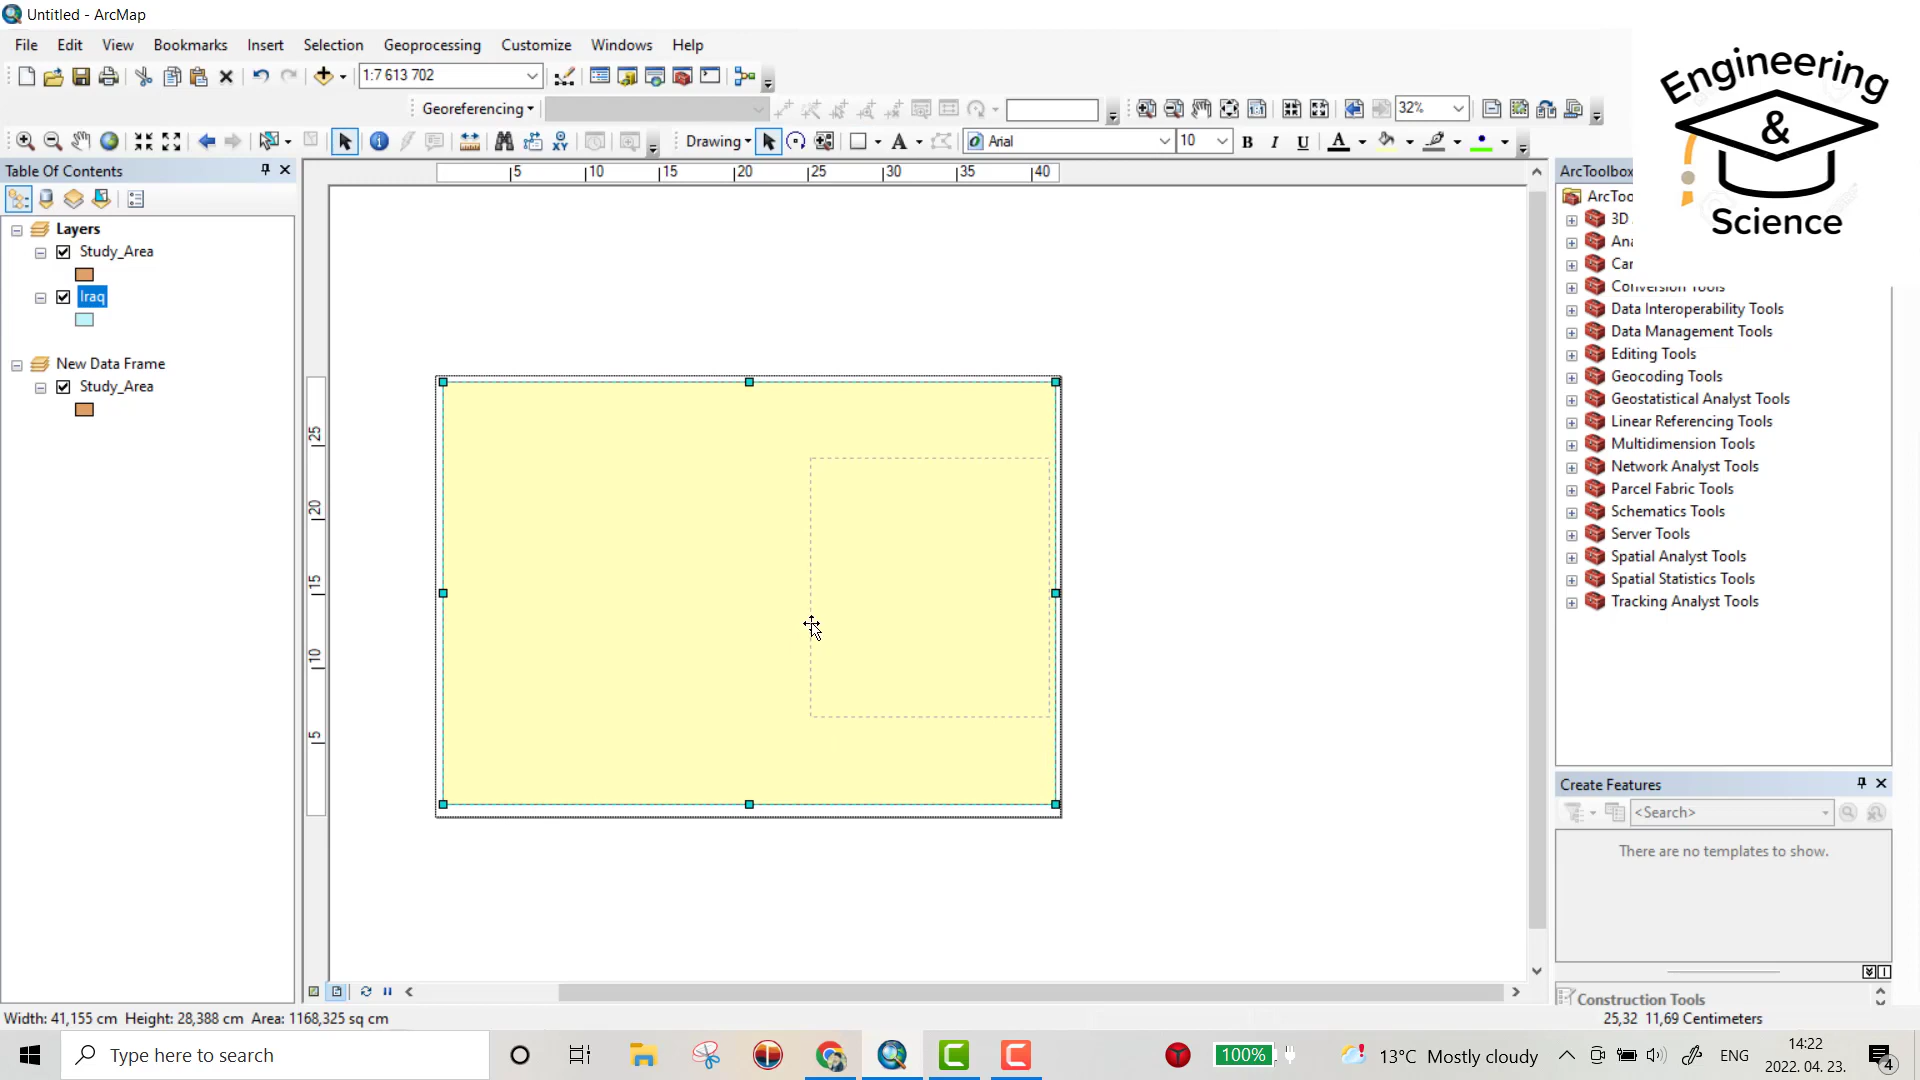 Untitled - ArcMap
File Edit View Bookmarks Insert Selection Geoprocessing Customize Windows Help
1:7 613 702
Georeferencing
32%
Drawing
Arial
10
B I U A
Engineering
&
Science
Table Of Contents
Layers
Study_Area
Iraq
New Data Frame
Study_Area
5 10 15 20 25 30 35 40
25
20
15
10
5
ArcToolbox
ArcToo
3D
Ana
Car
Conversion Tools
Data Interoperability Tools
Data Management Tools
Editing Tools
Geocoding Tools
Geostatistical Analyst Tools
Linear Referencing Tools
Multidimension Tools
Network Analyst Tools
Parcel Fabric Tools
Schematics Tools
Server Tools
Spatial Analyst Tools
Spatial Statistics Tools
Tracking Analyst Tools
Create Features
<Search>
There are no templates to show.
Construction Tools
Width: 41,155 cm Height: 28,388 cm Area: 1168,325 sq cm
25,32 11,69 Centimeters
Type here to search
100%
13°C Mostly cloudy
ENG
14:22
2022. 04. 23.
4